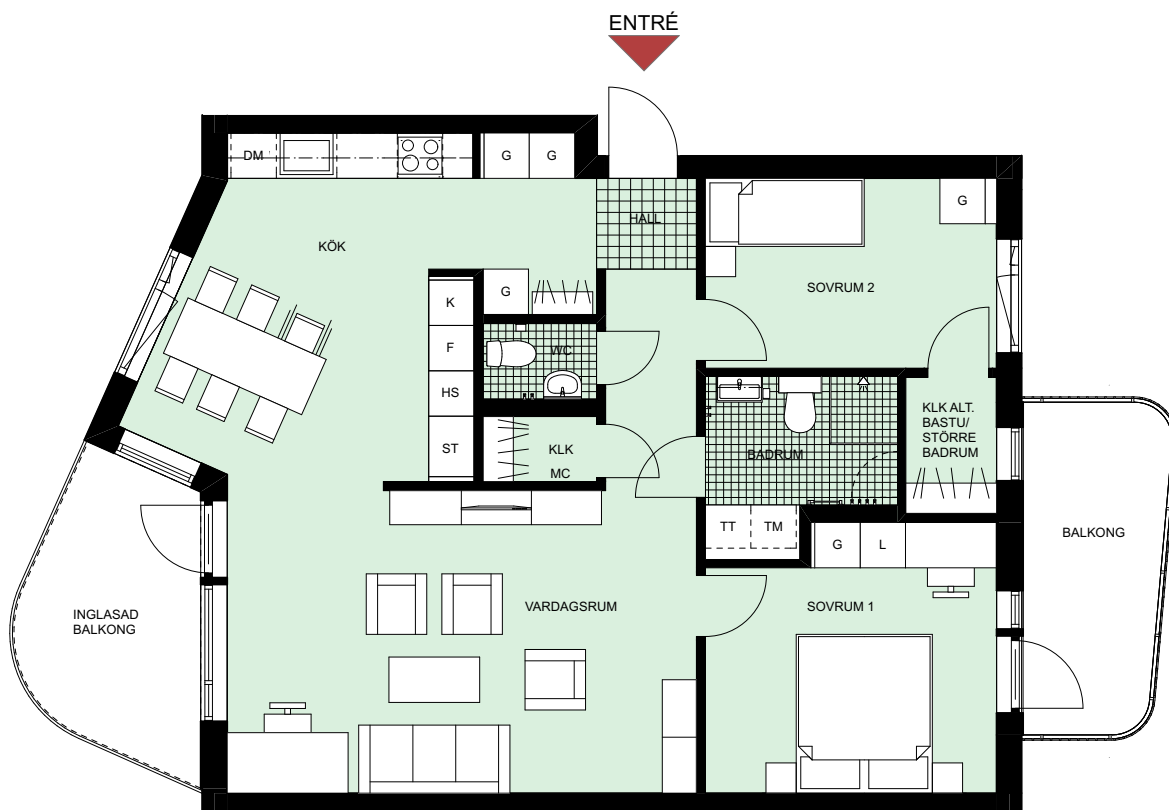 ENTRÉ
DM
G
G
HALL
G
KÖK
SOVRUM 2
K
G
F
WC
HS
ST
KLK
MC
BADRUM
KLK ALT.
BASTU/
STÖRRE
BADRUM
TT
TM
G
L
BALKONG
INGLASAD
BALKONG
VARDAGSRUM
SOVRUM 1